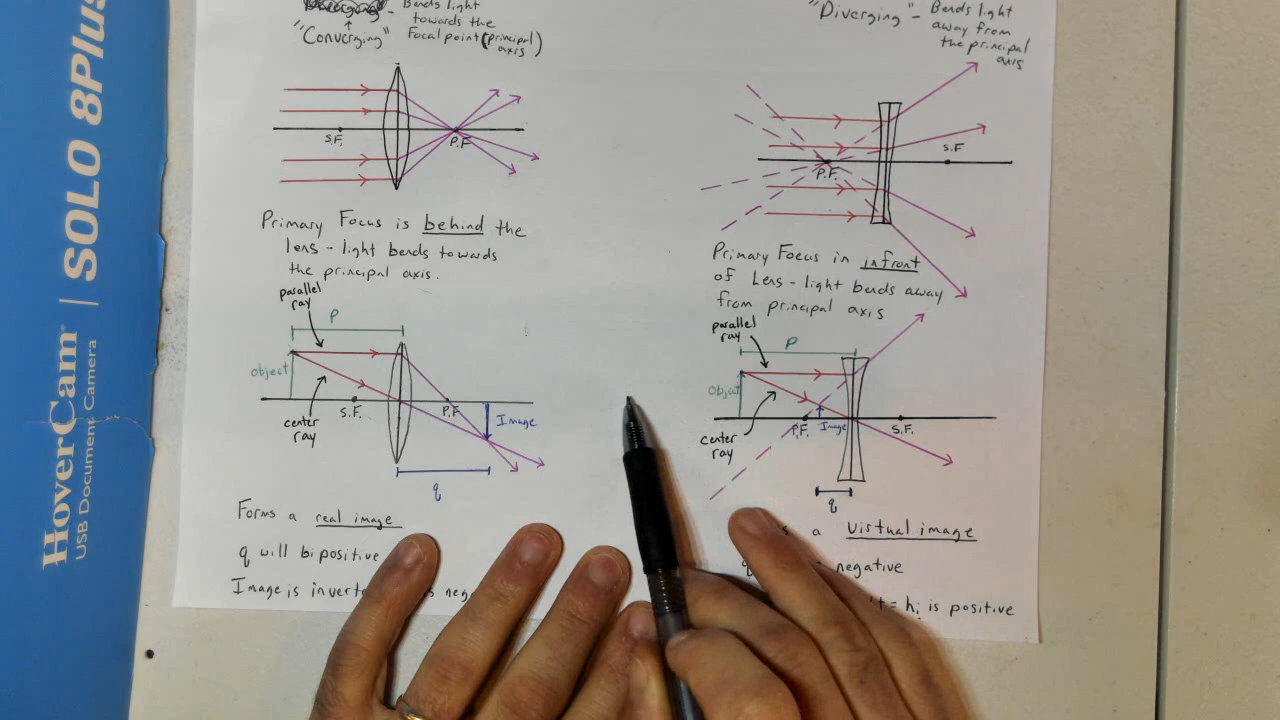 HoverCam® | SOLO 8Plus
USB Document Camera
- Bends light
towards the
"Converging" Focal point (principal
axis)
S.F.
P.F
Primary Focus is behind the
lens - light bends towards
the principal axis.
parallel
ray
P
object
S.F.
P.F
Image
center
ray
q
Forms a real image
q will bi positive
Image is inverte
s neg
"Diverging" - Bends light
away from
the principal
axis
P.F.
S.F
Primary Focus in infront
of Lens - light bends away
from principal axis
parallel
ray
P
Object
P.F.
Image
S.F.
center
ray
q
s a virtual image
q
negative
t = hi is positive